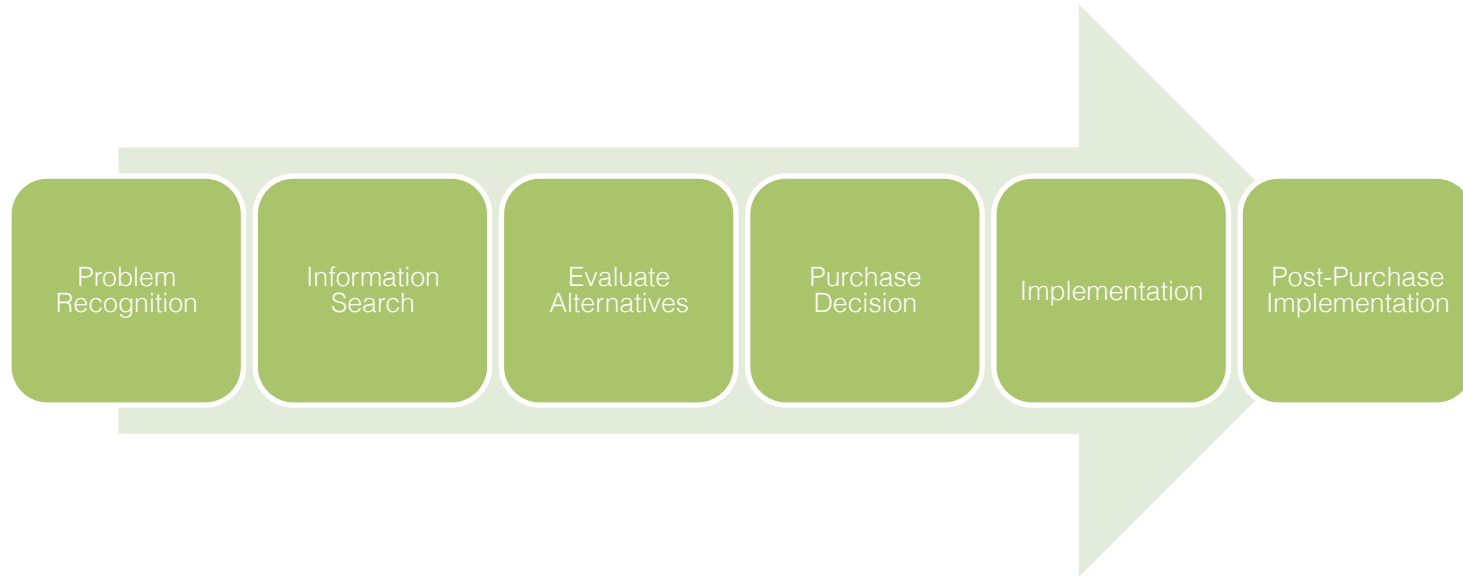 Problem
Recognition
Information
Search
Evaluate
Alternatives
Purchase
Decision
Implementation
Post-Purchase
Implementation